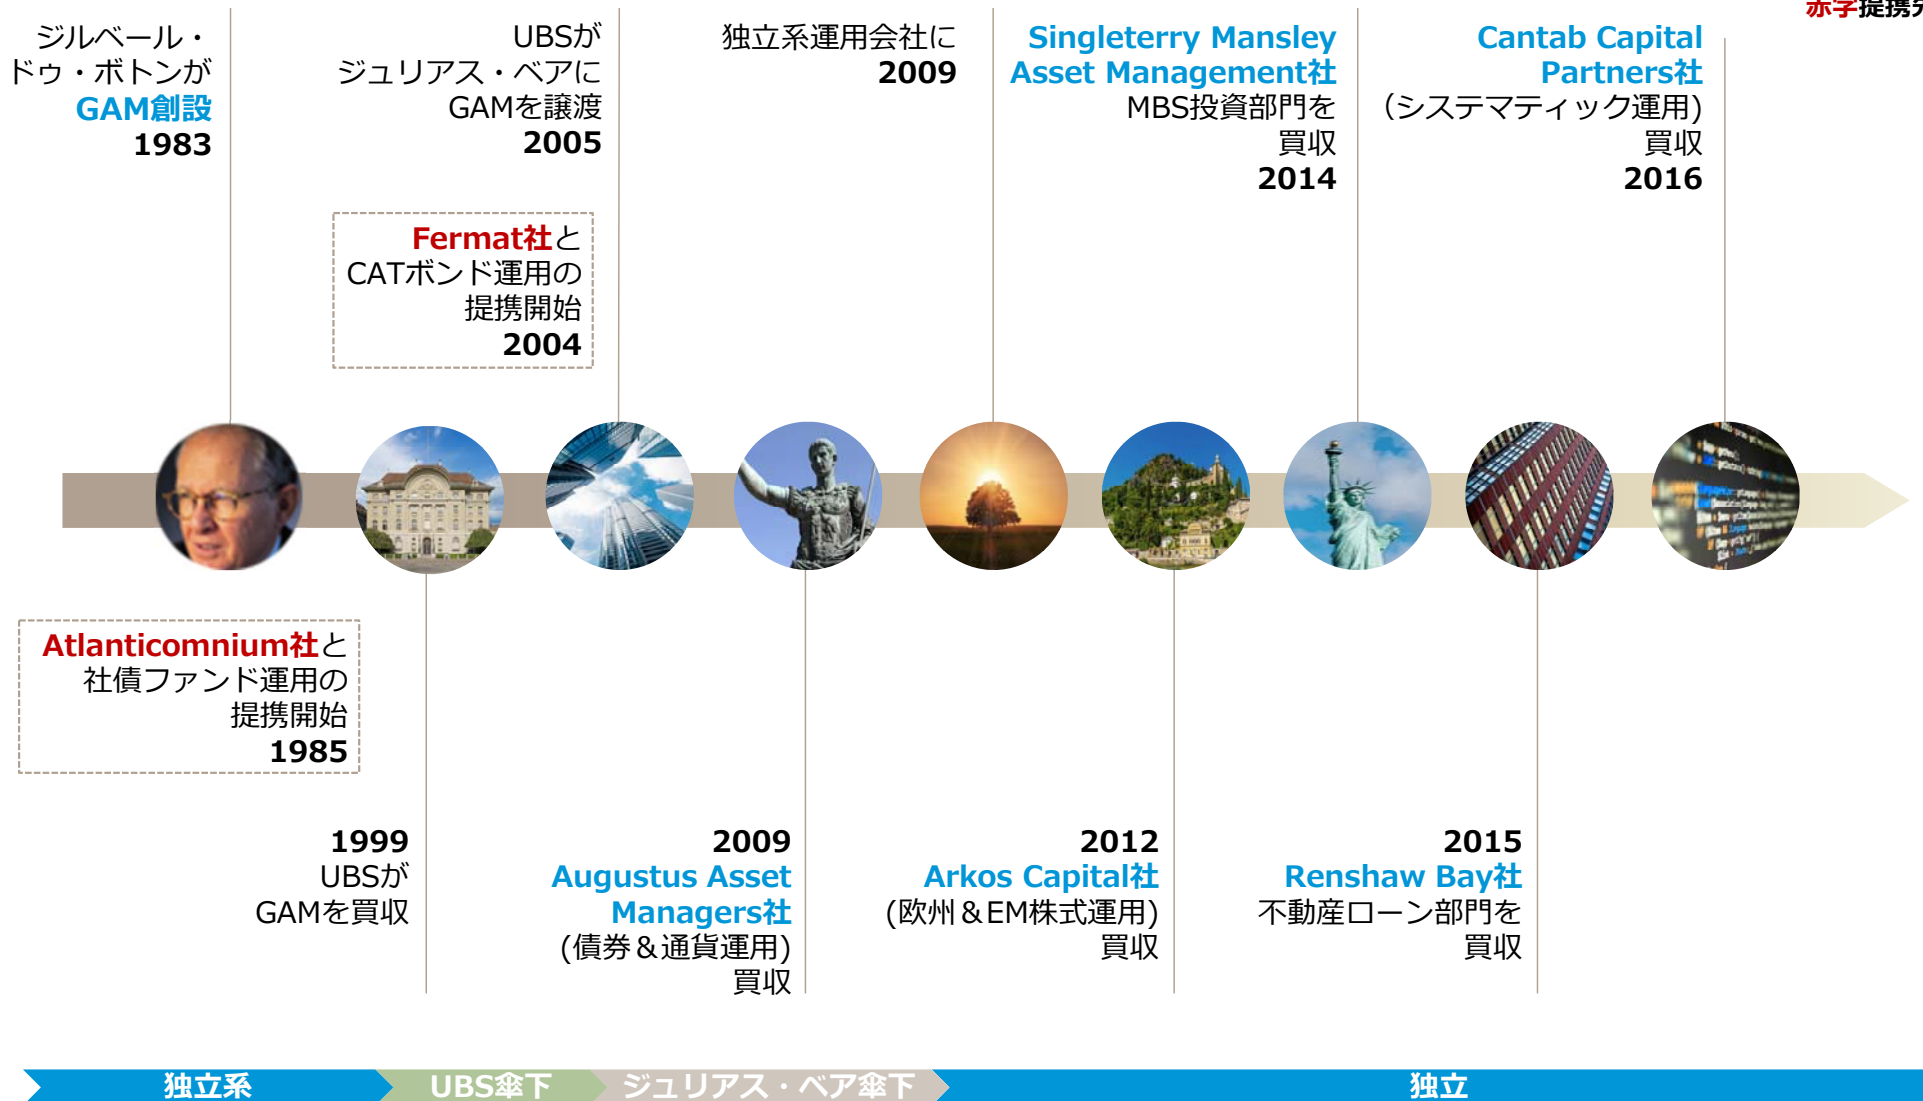 赤字提携先
ジルベール・
ドゥ・ボトンが
GAM創設
1983
UBSが
ジュリアス・ベアに
GAMを譲渡
2005
独立系運用会社に
2009
Singleterry Mansley
Asset Management社
MBS投資部門を
買収
2014
Cantab Capital
Partners社
（システマティック運用)
買収
2016
Fermat社と
CATボンド運用の
提携開始
2004
Atlanticomnium社と
社債ファンド運用の
提携開始
1985
1999
UBSが
GAMを買収
2009
Augustus Asset
Managers社
(債券＆通貨運用)
買収
2012
Arkos Capital社
(欧州＆EM株式運用)
買収
2015
Renshaw Bay社
不動産ローン部門を
買収
独立系
UBS傘下
ジュリアス・ベア傘下
独立